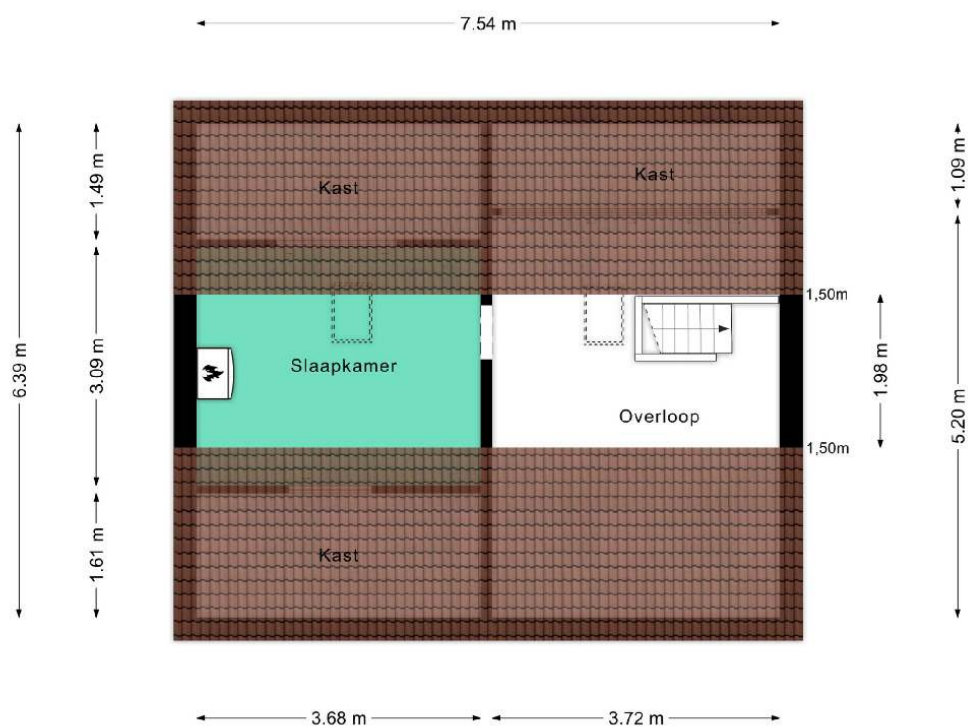 7.54 m
1.49 m
1.09 m
Kast
Kast
1,50m
6.39 m
3.09 m
Slaapkamer
1.98 m
5.20 m
Overloop
1,50m
1.61 m
Kast
3.68 m
3.72 m